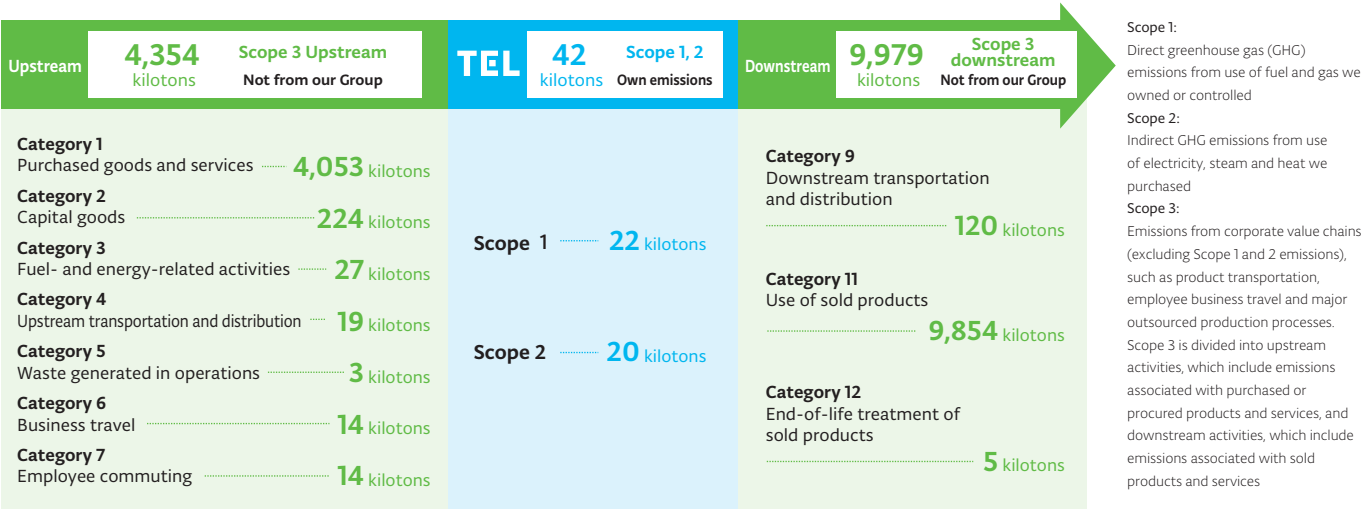 Upstream
4,354
kilotons
Scope 3 Upstream
Not from our Group
TEL
42
kilotons
Scope 1, 2
Own emissions
Downstream
9,979
kilotons
Scope 3
downstream
Not from our Group
Category 1
Purchased goods and services 4,053 kilotons
Category 2
Capital goods 224 kilotons
Category 3
Fuel- and energy-related activities 27 kilotons
Category 4
Upstream transportation and distribution 19 kilotons
Category 5
Waste generated in operations 3 kilotons
Category 6
Business travel 14 kilotons
Category 7
Employee commuting 14 kilotons
Scope 1 22 kilotons
Scope 2 20 kilotons
Category 9
Downstream transportation
and distribution
120 kilotons
Category 11
Use of sold products
9,854 kilotons
Category 12
End-of-life treatment of
sold products
5 kilotons
Scope 1:
Direct greenhouse gas (GHG)
emissions from use of fuel and gas we
owned or controlled
Scope 2:
Indirect GHG emissions from use
of electricity, steam and heat we
purchased
Scope 3:
Emissions from corporate value chains
(excluding Scope 1 and 2 emissions),
such as product transportation,
employee business travel and major
outsourced production processes.
Scope 3 is divided into upstream
activities, which include emissions
associated with purchased or
procured products and services, and
downstream activities, which include
emissions associated with sold
products and services